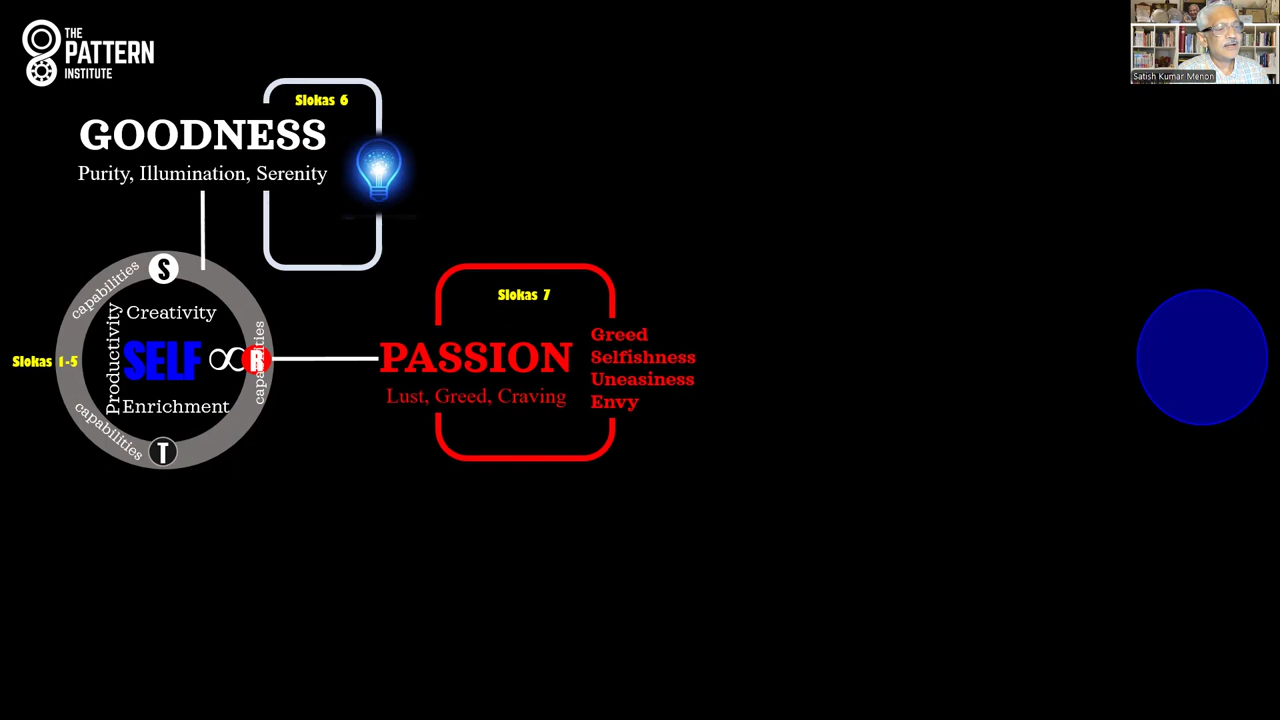 THE
PATTERN
INSTITUTE
Satish Kumar Menon
Slokas 6
GOODNESS
Purity, Illumination, Serenity
S
capabilities
Creativity
Productivity
SELF
∞
R
capabilities
Slokas 1-5
Enrichment
capabilities
T
Slokas 7
PASSION
Lust, Greed, Craving
Greed
Selfishness
Uneasiness
Envy